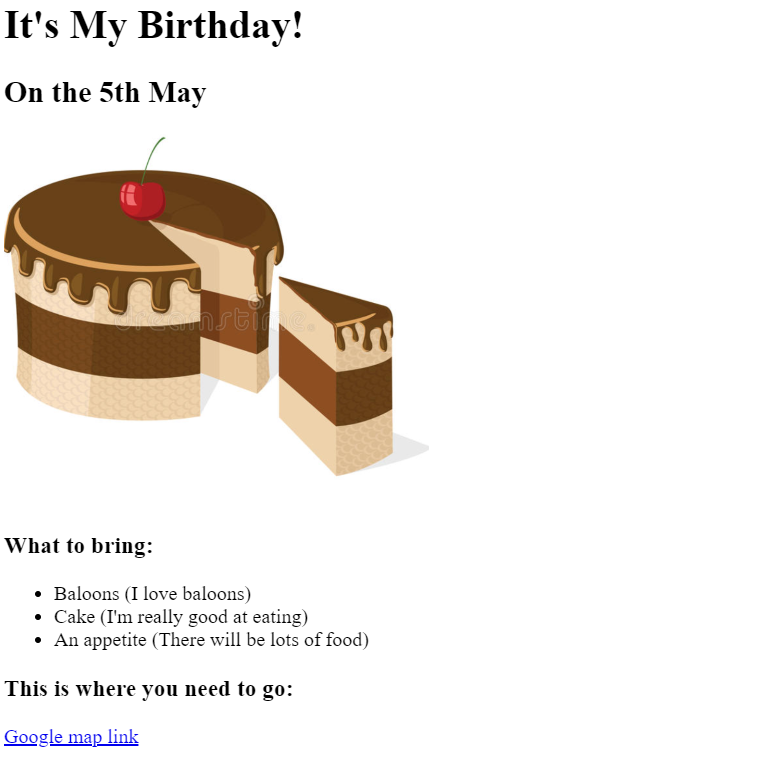 It's My Birthday!
On the 5th May
dreamstime.
What to bring:
Baloons (I love baloons)
Cake (I'm really good at eating)
An appetite (There will be lots of food)
This is where you need to go:
Google map link